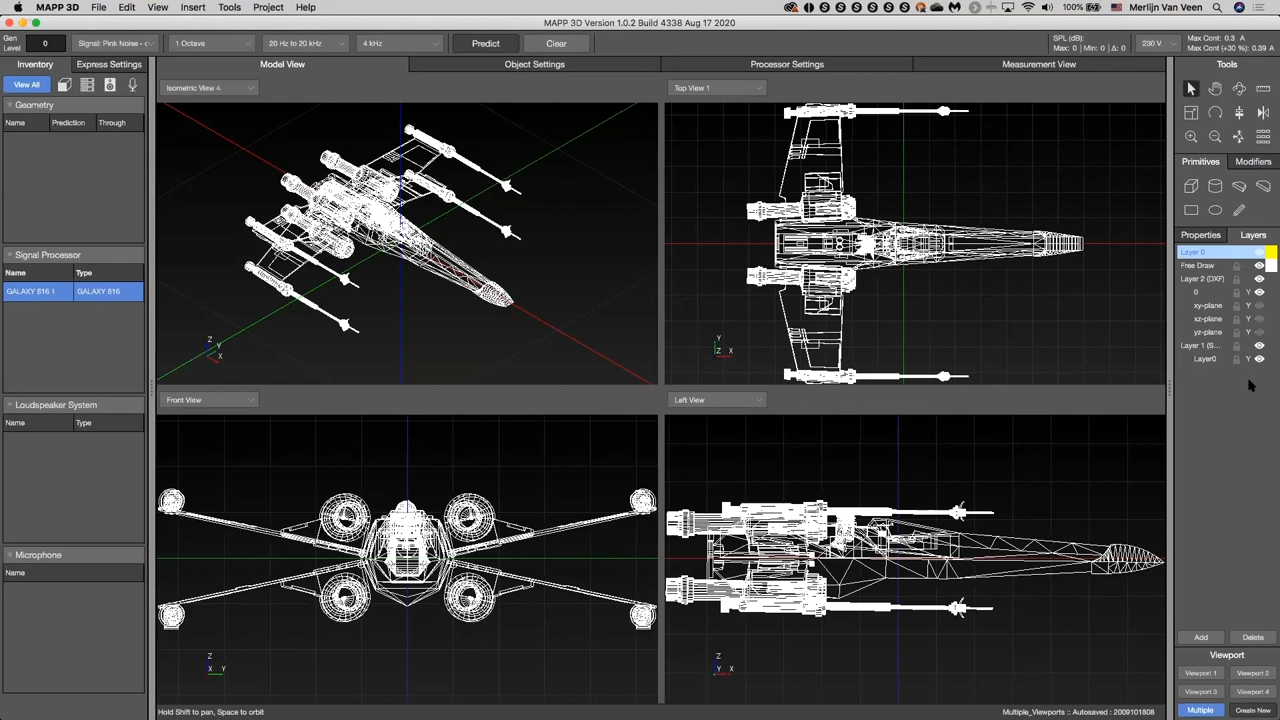 MAPP 3D File Edit View Insert Tools Project Help 100% Merlijn Van Veen
MAPP 3D Version 1.0.2 Build 4338 Aug 17 2020
Gen Level 0 Signal: Pink Noise - c 1 Octave 20 Hz to 20 kHz 4 kHz Predict Clear SPL (dB): Max: 0 | Min: 0 | Δ: 0 230 V Max Cont: 0.3 A Max Cont (+30 %): 0.39 A
Inventory Express Settings Model View Object Settings Processor Settings Measurement View Tools
View All Isometric View 4 Top View 1
Geometry
Name Prediction Through
Primitives Modifiers
Properties Layers
Signal Processor
Name Type
GALAXY 816 1 GALAXY 816
Layer 0
Free Draw
Layer 2 (DXF)
0 Y
xy-plane Y
xz-plane Y
yz-plane Y
Layer 1 (S...
Layer0 Y
Z Y X
Y Z X
Front View Left View
Loudspeaker System
Name Type
Microphone
Name
Z X Y
Z Y X
Add Delete
Viewport
Viewport 1 Viewport 2
Viewport 3 Viewport 4
Multiple Create New
Hold Shift to pan, Space to orbit Multiple_Viewports :: Autosaved : 2009101808